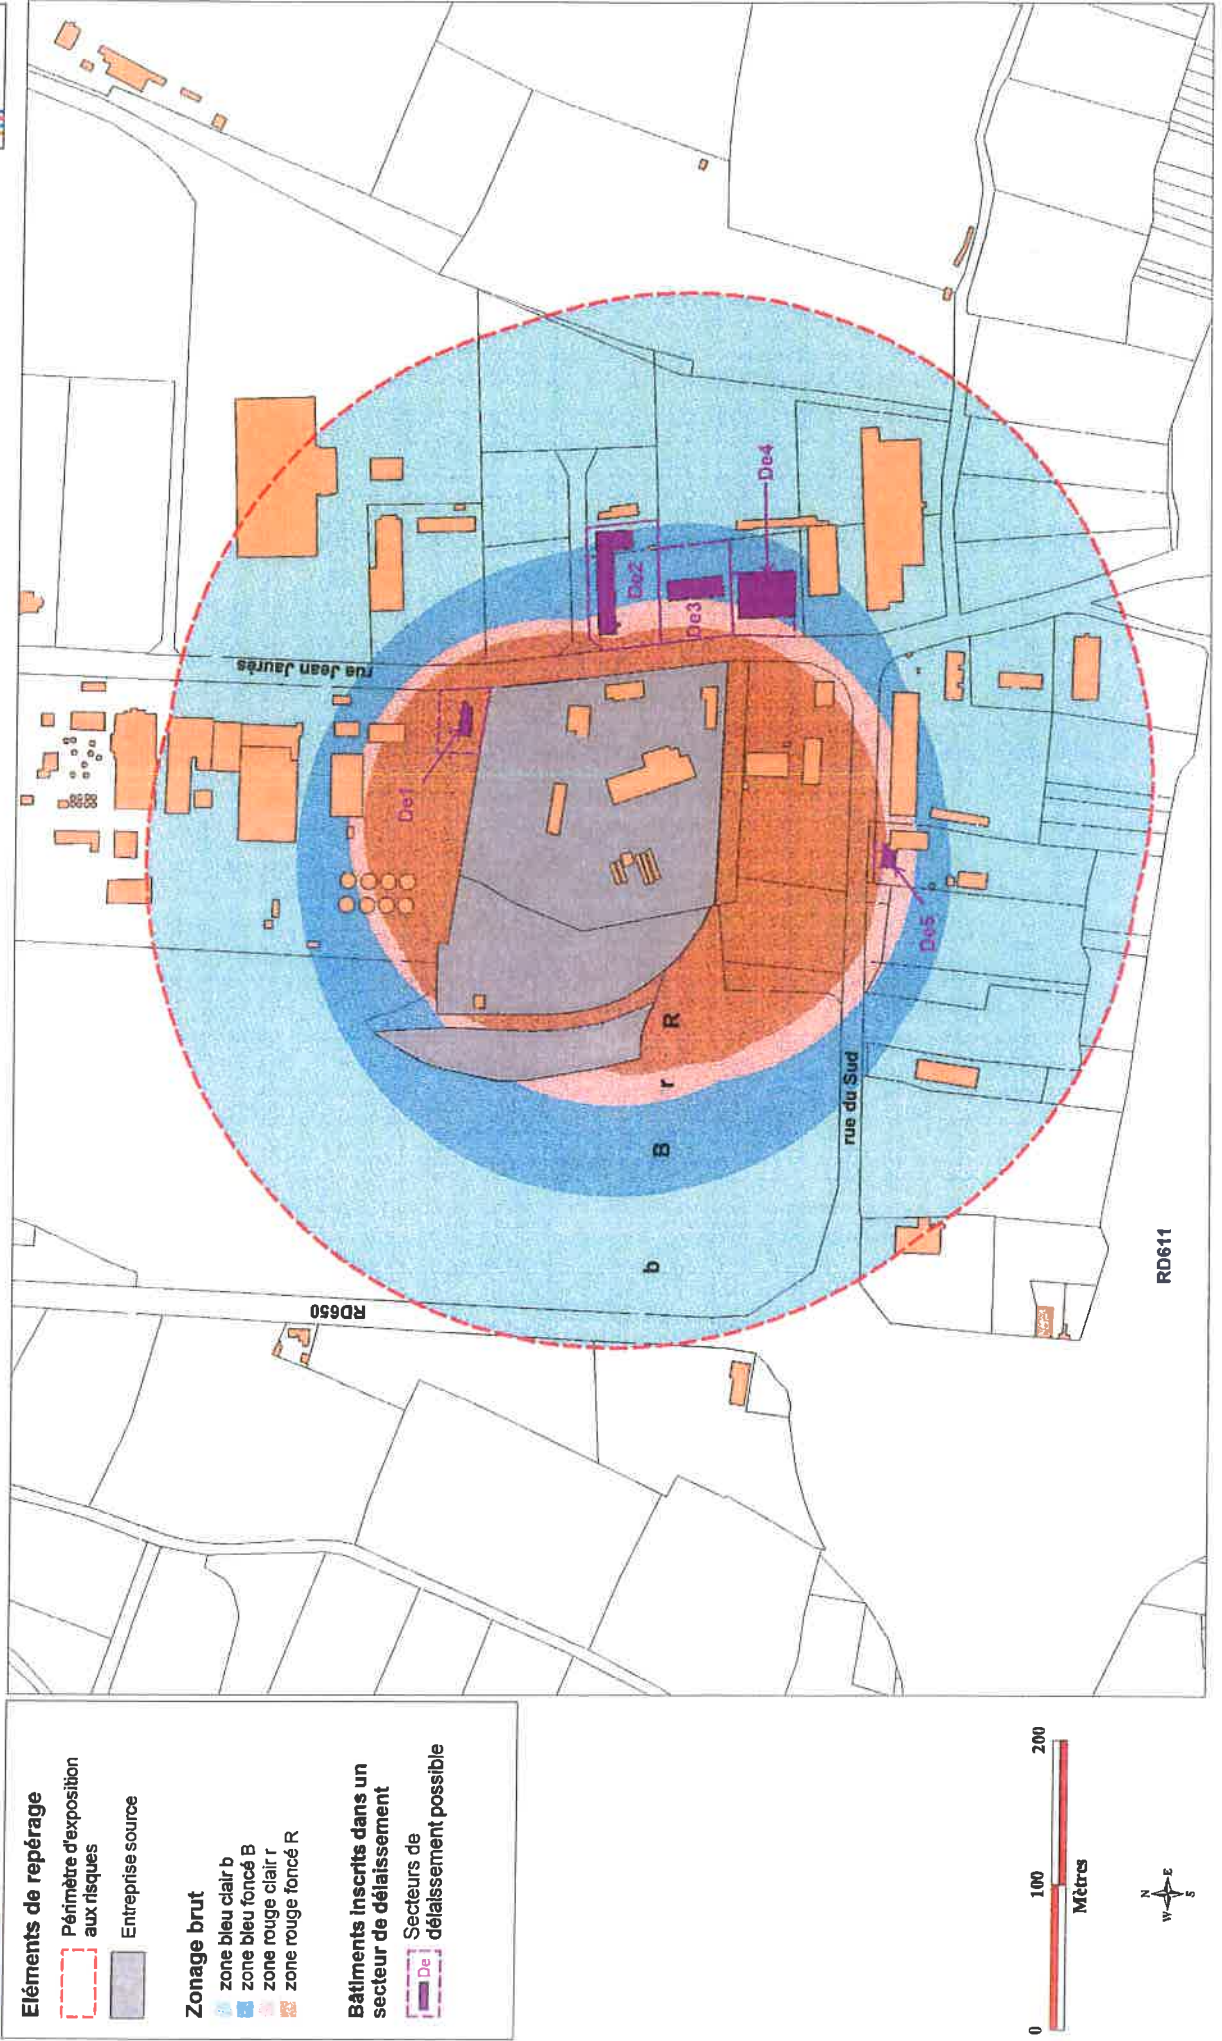 Eléments de repérage
Périmètre d'exposition
aux risques
Entreprise source
Zonage brut
zone bleu clair b
zone bleu foncé B
zone rouge clair r
zone rouge foncé R
Bâtiments inscrits dans un
secteur de délaissement
De
Secteurs de
délaissement possible
0
100
200
Mètres
N
W
E
S
RD650
rue Jean Jaurès
rue du Sud
RD611
b
B
r
R
De1
De2
De3
De4
De5